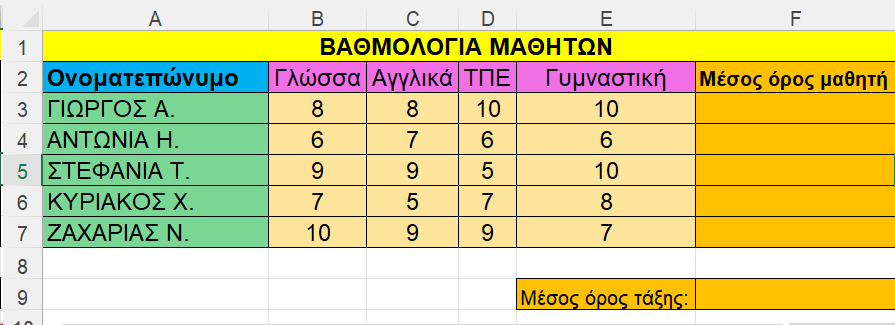 A B C D E F
1 ΒΑΘΜΟΛΟΓΙΑ ΜΑΘΗΤΩΝ
2 Ονοματεπώνυμο Γλώσσα Αγγλικά ΤΠΕ Γυμναστική Μέσος όρος μαθητή
3 ΓΙΩΡΓΟΣ Α. 8 8 10 10
4 ΑΝΤΩΝΙΑ Η. 6 7 6 6
5 ΣΤΕΦΑΝΙΑ Τ. 9 9 5 10
6 ΚΥΡΙΑΚΟΣ Χ. 7 5 7 8
7 ΖΑΧΑΡΙΑΣ Ν. 10 9 9 7
8
9 Μέσος όρος τάξης: